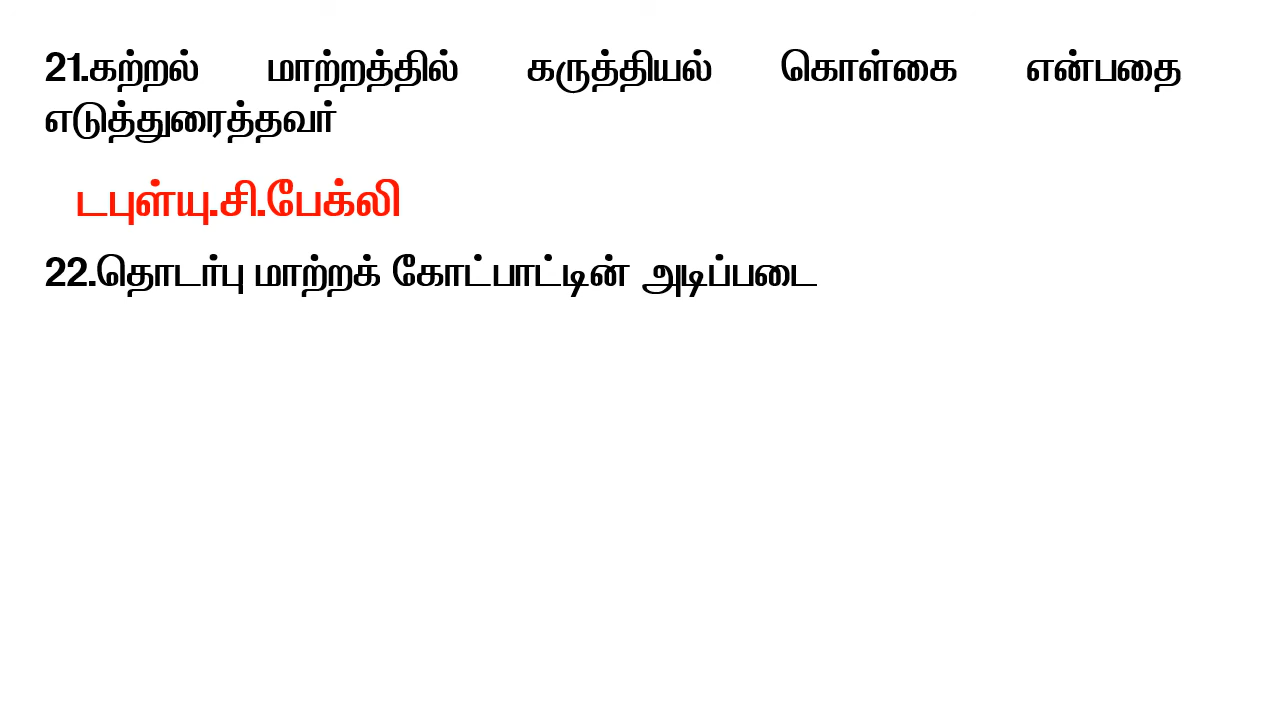 21.கற்றல் மாற்றத்தில் கருத்தியல் கொள்கை என்பதை
எடுத்துரைத்தவர்
டபுள்யு.சி.பேக்லி
22.தொடர்பு மாற்றக் கோட்பாட்டின் அடிப்படை